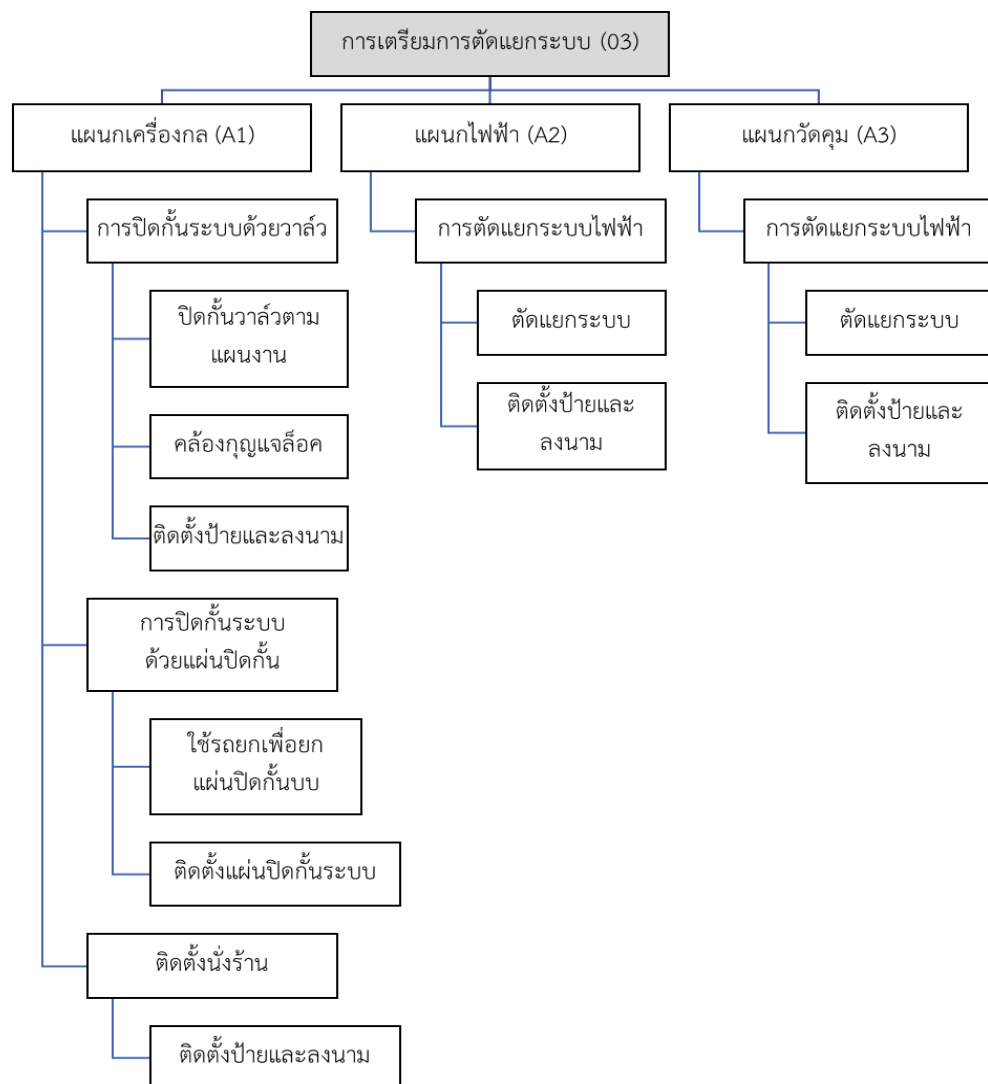 การเตรียมการตัดแยกระบบ (03)
แผนกเครื่องกล (A1)
แผนกไฟฟ้า (A2)
แผนกวัดคุม (A3)
การปิดกั้นระบบด้วยวาล์ว
การตัดแยกระบบไฟฟ้า
การตัดแยกระบบไฟฟ้า
ปิดกั้นวาล์วตาม
แผนงาน
ตัดแยกระบบ
ตัดแยกระบบ
คล้องกุญแจล็อค
ติดตั้งป้ายและ
ลงนาม
ติดตั้งป้ายและ
ลงนาม
ติดตั้งป้ายและลงนาม
การปิดกั้นระบบ
ด้วยแผ่นปิดกั้น
ใช้รถยกเพื่อยก
แผ่นปิดกั้นบบ
ติดตั้งแผ่นปิดกั้นระบบ
ติดตั้งนั่งร้าน
ติดตั้งป้ายและลงนาม